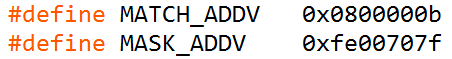 #define MATCH_ADDV   0x0800000b
#define MASK_ADDV    0xfe00707f